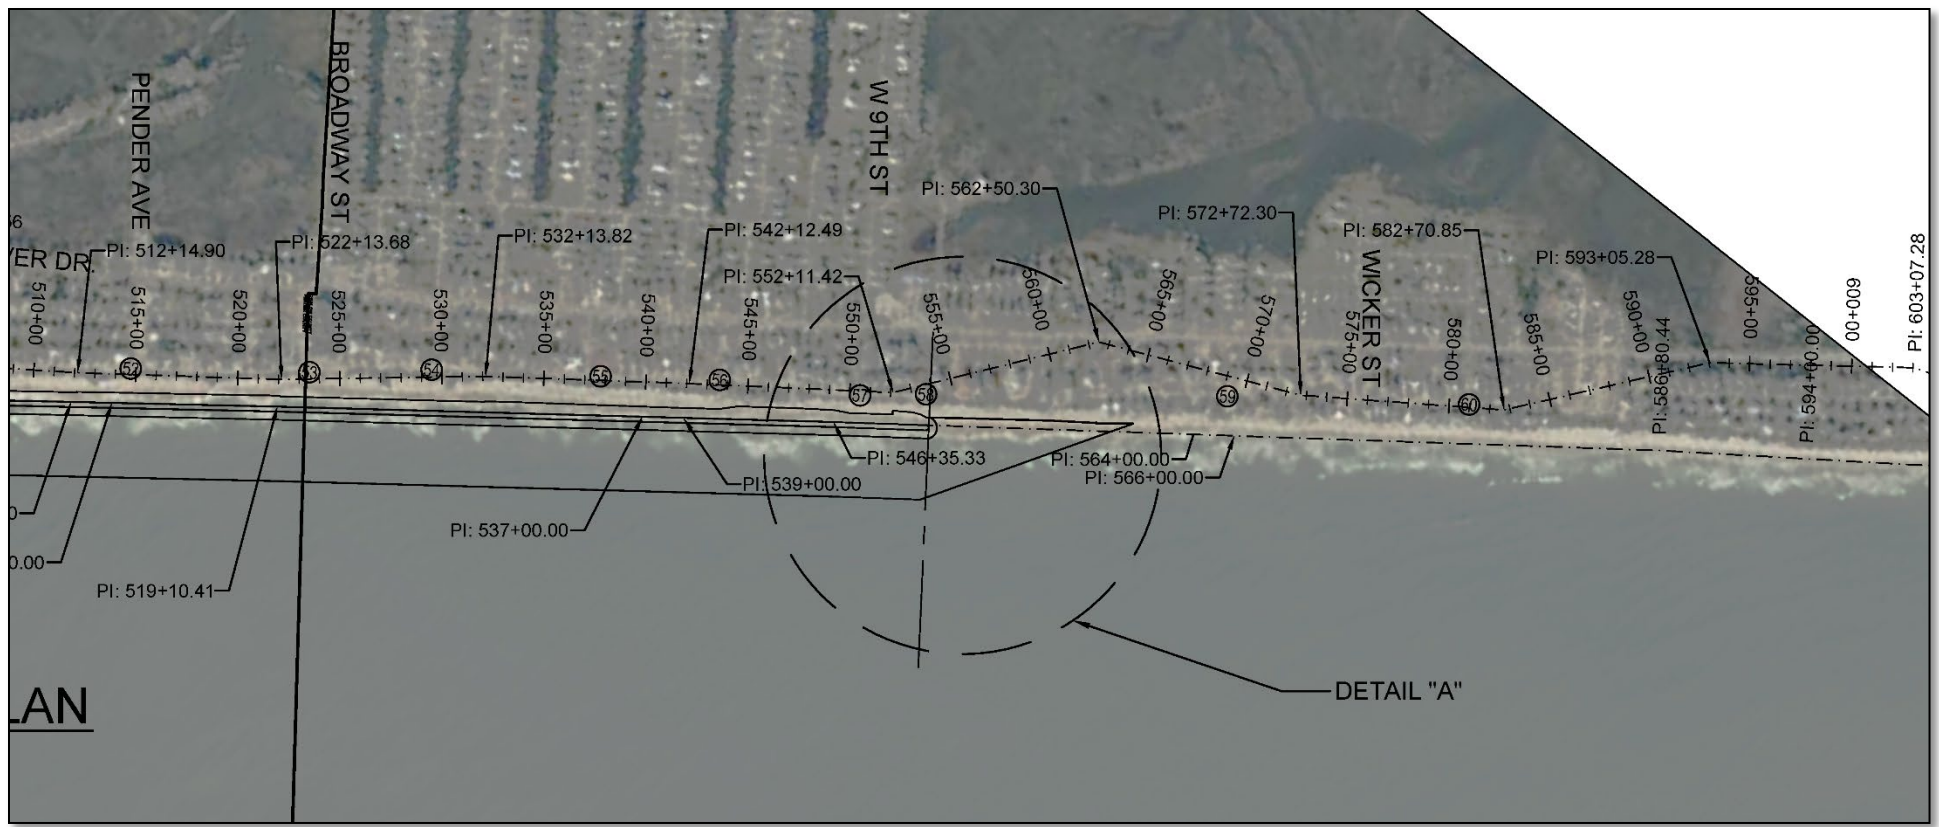 PENDER AVE
BROADWAY ST
W 9TH ST
WICKER ST
56
VER DR.
PI: 512+14.90
PI: 522+13.68
PI: 532+13.82
PI: 542+12.49
PI: 552+11.42
PI: 562+50.30
PI: 572+72.30
PI: 582+70.85
PI: 593+05.28
PI: 603+07.28
510+00
515+00
520+00
525+00
530+00
535+00
540+00
545+00
550+00
555+00
560+00
565+00
570+00
575+00
580+00
585+00
590+00
595+00
600+00
PI: 586+80.44
PI: 594+00.00
52
53
54
55
56
57
58
59
60
PI: 546+35.33
PI: 539+00.00
PI: 537+00.00
PI: 564+00.00
PI: 566+00.00
0
0.00
PI: 519+10.41
DETAIL "A"
LAN